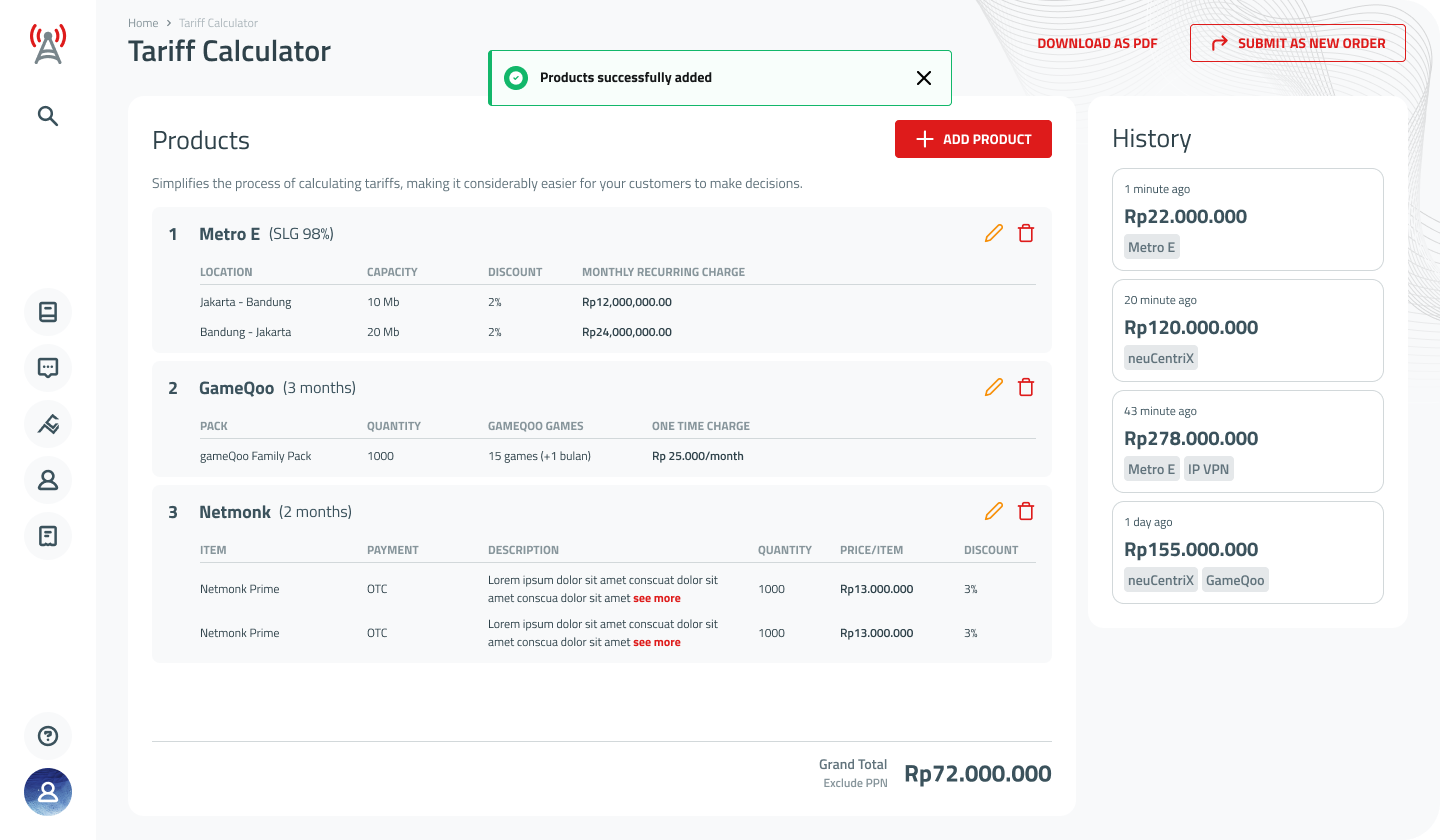 Home > Tariff Calculator
Tariff Calculator
DOWNLOAD AS PDF
SUBMIT AS NEW ORDER
Products successfully added
Products
ADD PRODUCT
Simplifies the process of calculating tariffs, making it considerably easier for your customers to make decisions.
1 Metro E (SLG 98%)
LOCATION CAPACITY DISCOUNT MONTHLY RECURRING CHARGE
Jakarta - Bandung 10 Mb 2% Rp12,000,000.00
Bandung - Jakarta 20 Mb 2% Rp24,000,000.00
2 GameQoo (3 months)
PACK QUANTITY GAMEQOO GAMES ONE TIME CHARGE
gameQoo Family Pack 1000 15 games (+1 bulan) Rp 25.000/month
3 Netmonk (2 months)
ITEM PAYMENT DESCRIPTION QUANTITY PRICE/ITEM DISCOUNT
Netmonk Prime OTC Lorem ipsum dolor sit amet conscuat dolor sit 1000 Rp13.000.000 3%
amet conscua dolor sit amet see more
Netmonk Prime OTC Lorem ipsum dolor sit amet conscuat dolor sit 1000 Rp13.000.000 3%
amet conscua dolor sit amet see more
Grand Total Rp72.000.000
Exclude PPN
History
1 minute ago
Rp22.000.000
Metro E
20 minute ago
Rp120.000.000
neuCentriX
43 minute ago
Rp278.000.000
Metro E IP VPN
1 day ago
Rp155.000.000
neuCentriX GameQoo